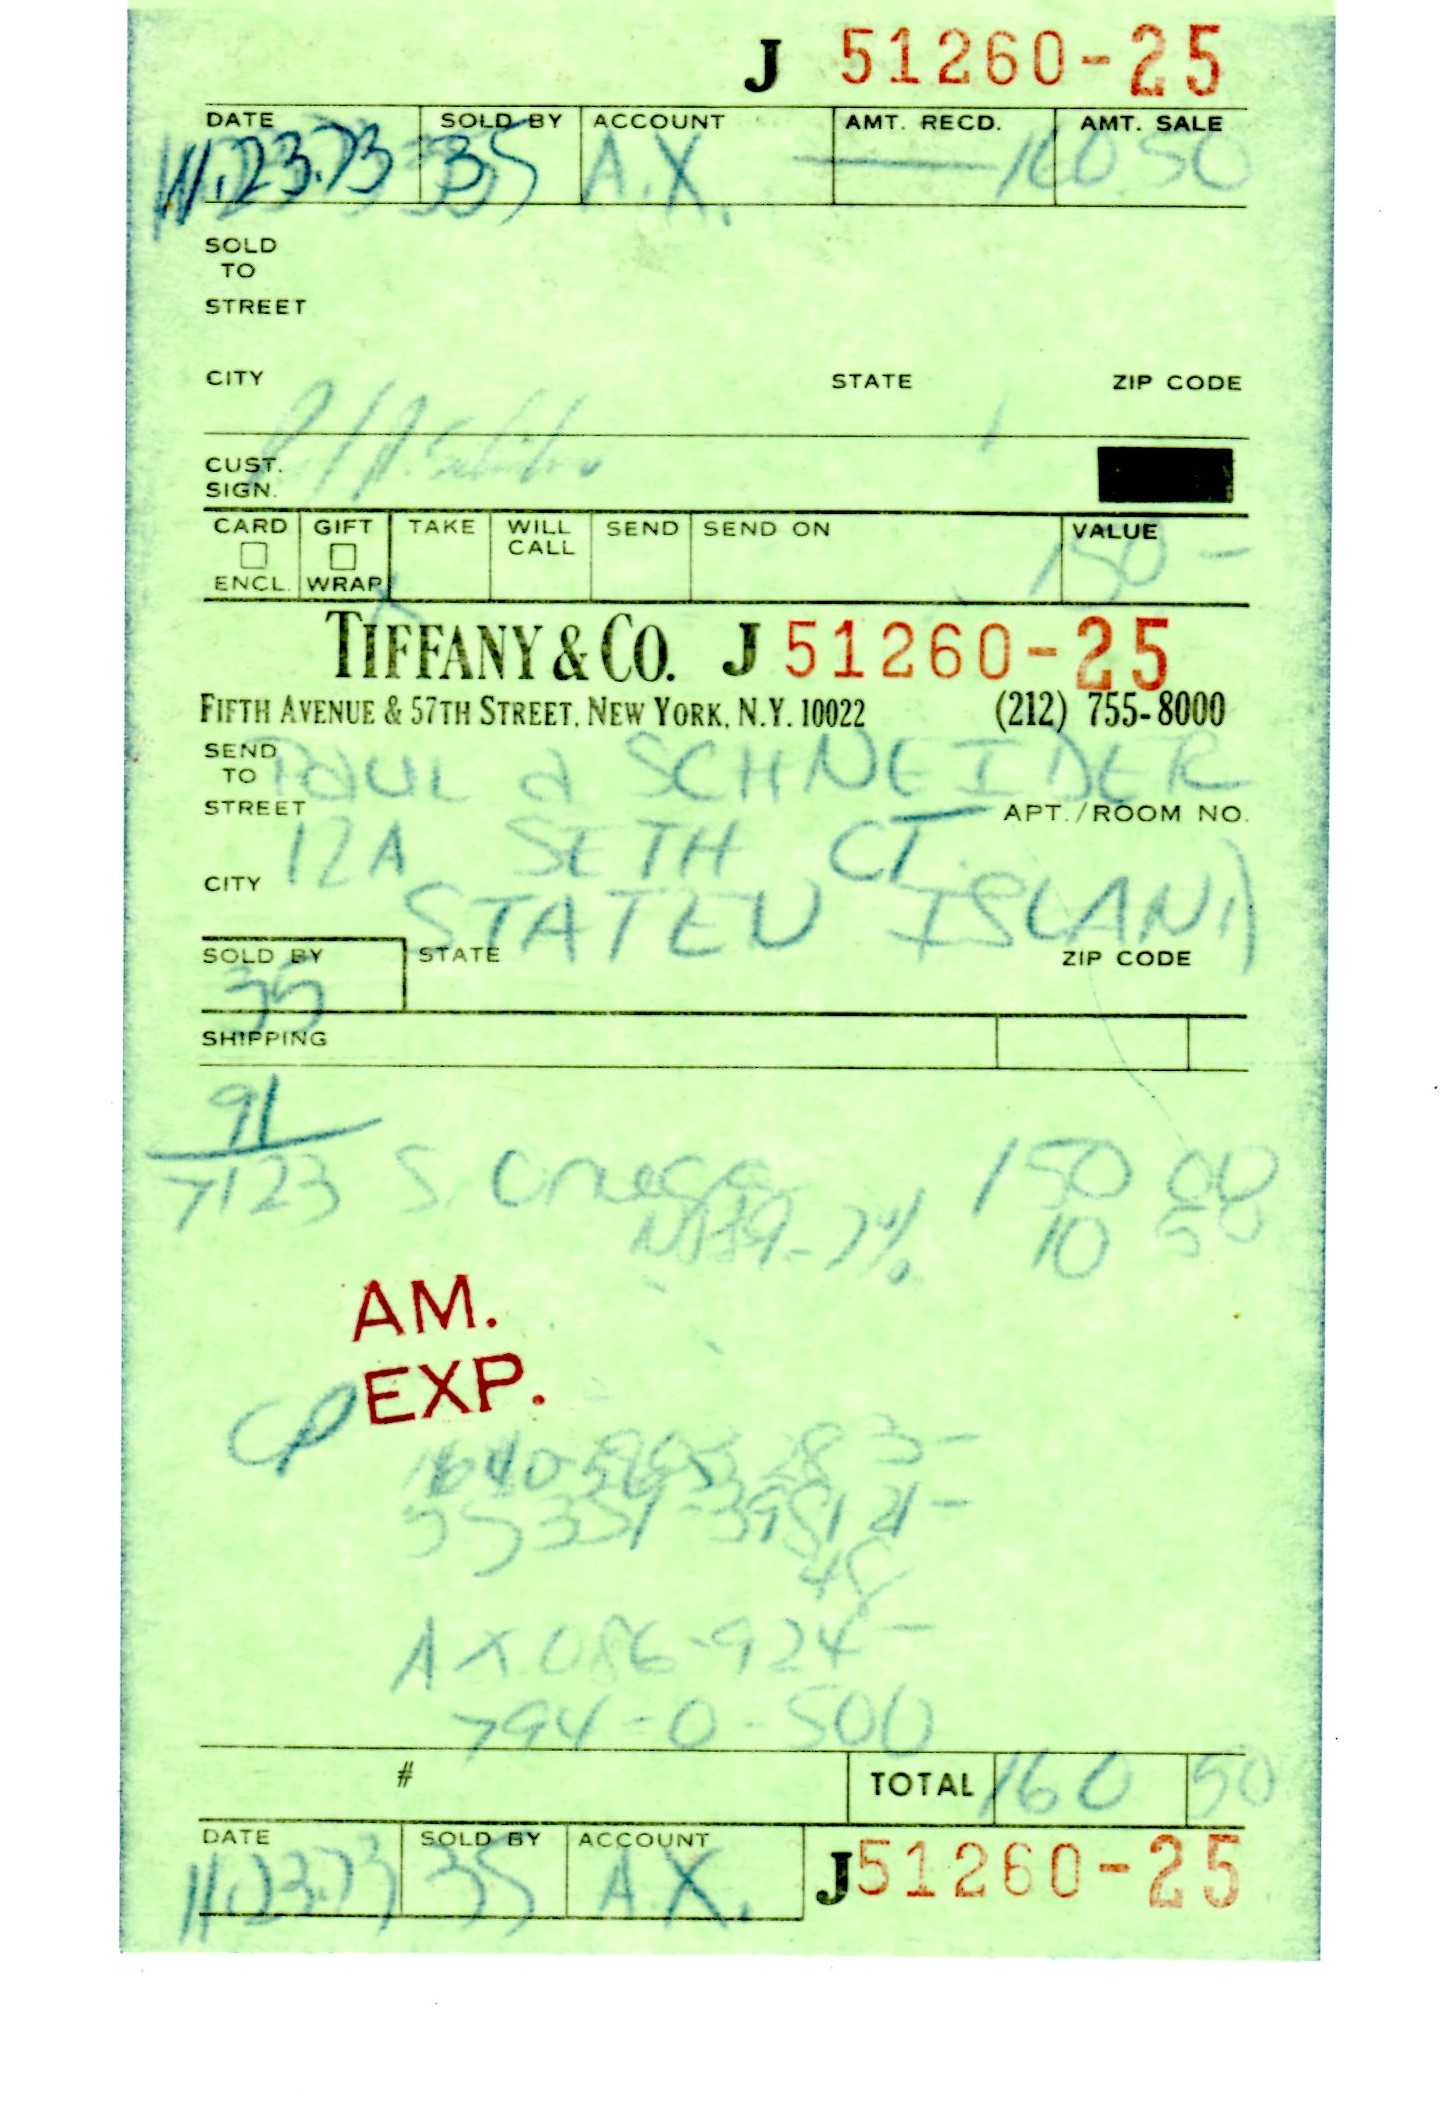 J 51260-25
DATE SOLD BY ACCOUNT AMT. RECD. AMT. SALE
11.23.73 35 A.X. 160.50
SOLD
TO
STREET
CITY STATE ZIP CODE
CUST.
SIGN.
CARD GIFT TAKE WILL SEND SEND ON VALUE
CALL 150 -
ENCL. WRAP
TIFFANY & CO. J 51260-25
FIFTH AVENUE & 57TH STREET, NEW YORK, N.Y. 10022 (212) 755-8000
SEND PAUL a SCHNEIDER
TO
STREET APT./ROOM NO.
12A SETH CT.
CITY STATEN ISLAND
SOLD BY STATE ZIP CODE
35
SHIPPING
91
7123 S. Omega 150 00
7% 10 50
AM.
EXP.
48
AX 086-924-
794-0-500
# TOTAL 160 50
DATE SOLD BY ACCOUNT J 51260-25
11.23.73 35 A.X.